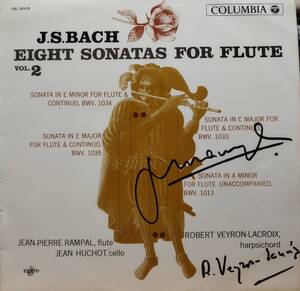 COLUMBIA
J.S.BACH
EIGHT SONATAS FOR FLUTE
VOL. 2
SONATA IN E MINOR FOR FLUTE &
CONTINUO, BWV. 1034
SONATA IN C MAJOR
FOR FLUTE & CONTINUO,
BWV. 1033
SONATA IN E MAJOR
FOR FLUTE & CONTINUO,
BWV. 1035
SONATA IN A MINOR
FOR FLUTE UNACCOMPANIED,
BWV. 1013
JEAN-PIERRE RAMPAL, flute
JEAN HUCHOT, cello
ROBERT VEYRON-LACROIX,
harpsichord
erato
R. Veyron-Lacroix